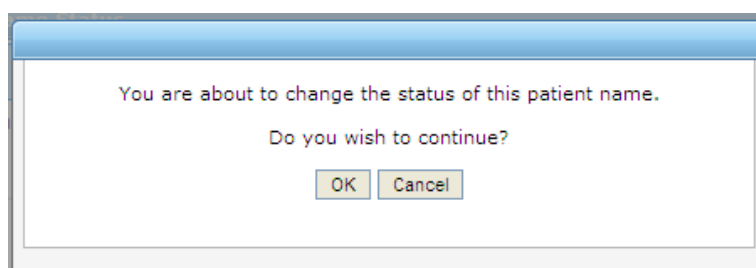 You are about to change the status of this patient name.
Do you wish to continue?
OK Cancel